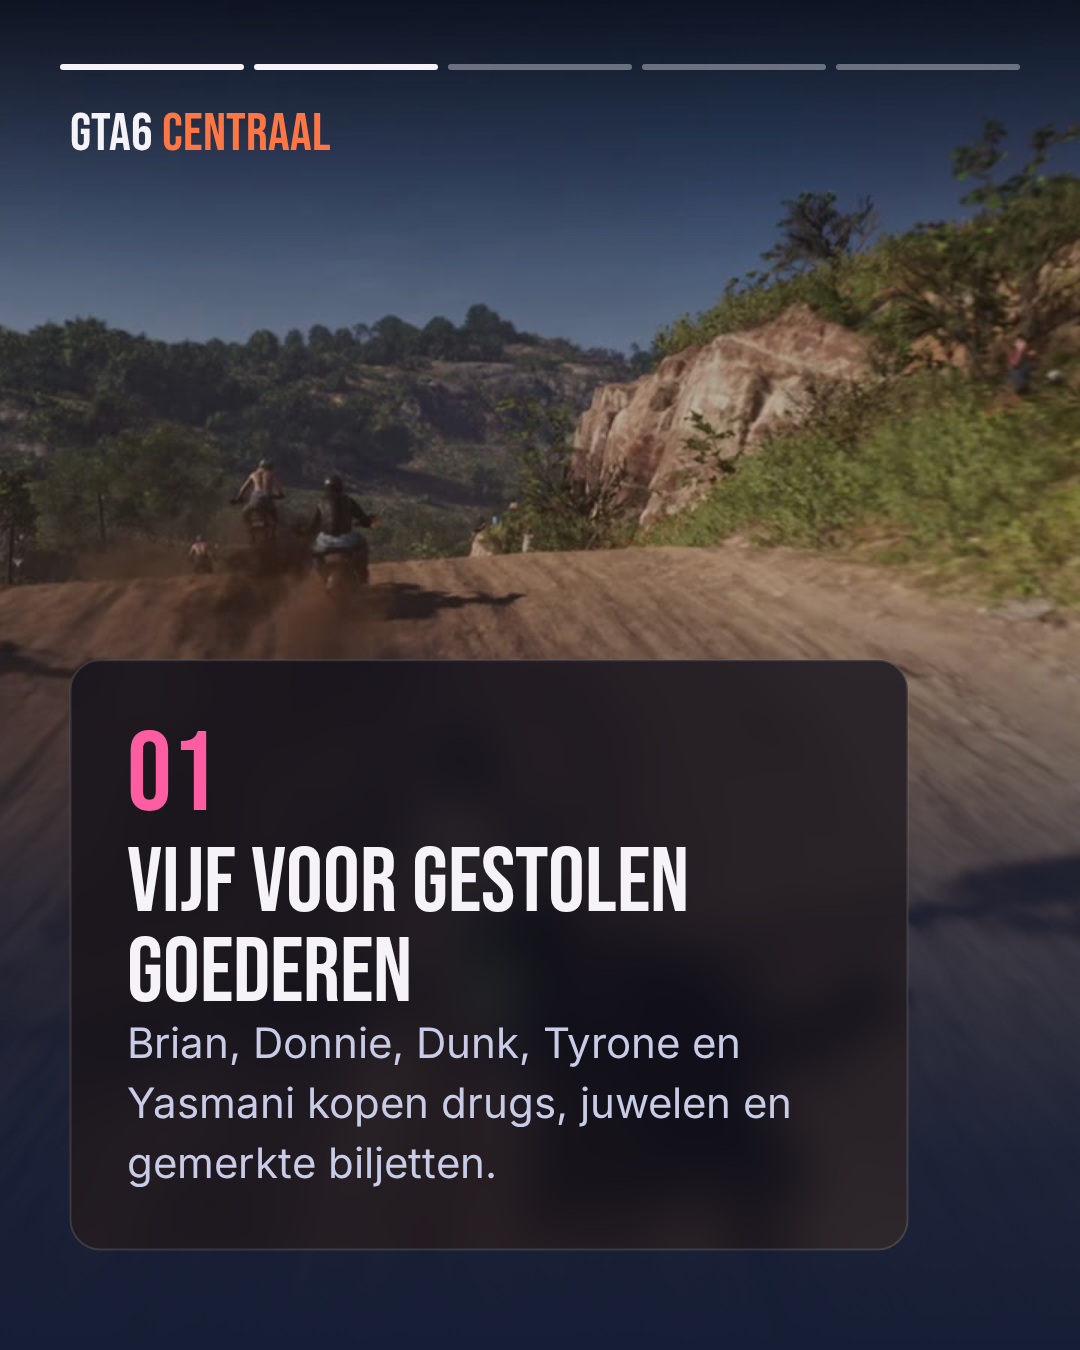 GTA6 CENTRAAL
01
VIJF VOOR GESTOLEN
GOEDEREN
Brian, Donnie, Dunk, Tyrone en
Yasmani kopen drugs, juwelen en
gemerkte biljetten.